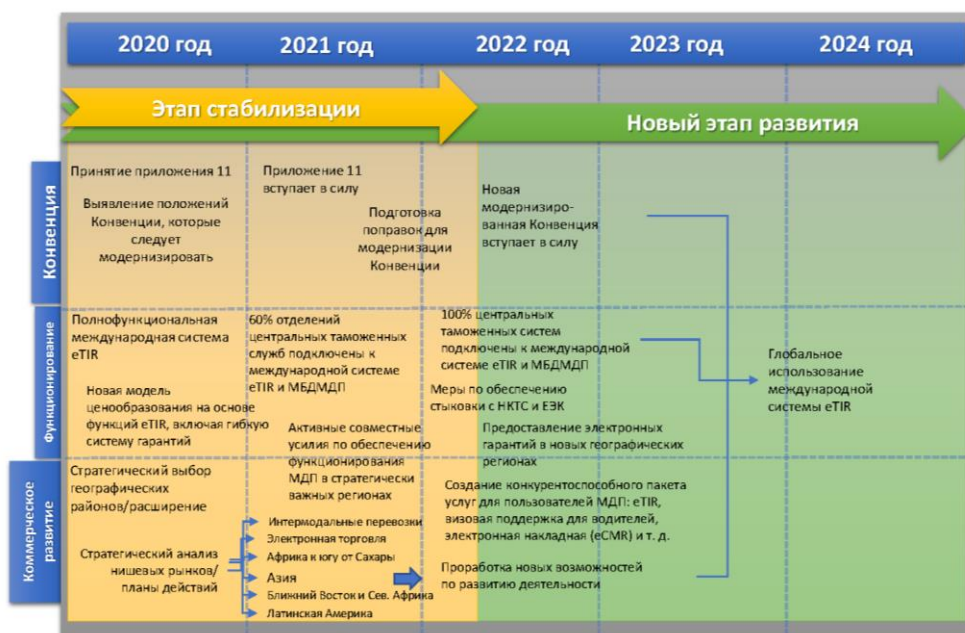 2020 год
2021 год
2022 год
2023 год
2024 год
Этап стабилизации
Новый этап развития
Конвенция
Принятие приложения 11
Выявление положений
Конвенции, которые
следует
модернизировать
Приложение 11
вступает в силу
Подготовка
поправок для
модернизации
Конвенции
Новая
модернизиро-
ванная Конвенция
вступает в силу
Функционирование
Полнофункциональная
международная система
eTIR
Новая модель
ценообразования на основе
функций eTIR, включая гибкую
систему гарантий
60% отделений
центральных таможенных
служб подключены к
международной системе
eTIR и МБДМДП
Активные совместные
усилия по обеспечению
функционирования
МДП в стратегически
важных регионах
100% центральных
таможенных систем
подключены к международной
системе eTIR и МБДМДП
Меры по обеспечению
стыковки с НКТС и ЕЭК
Предоставление электронных
гарантий в новых географических
регионах
Глобальное
использование
международной
системы eTIR
Коммерческое
развитие
Стратегический выбор
географических
районов/расширение
Стратегический анализ
нишевых рынков/
планы действий
Интермодальные перевозки
Электронная торговля
Африка к югу от Сахары
Азия
Ближний Восток и Сев. Африка
Латинская Америка
Создание конкурентоспособного пакета
услуг для пользователей МДП: eTIR,
визовая поддержка для водителей,
электронная накладная (eCMR) и т. д.
Проработка новых возможностей
по развитию деятельности